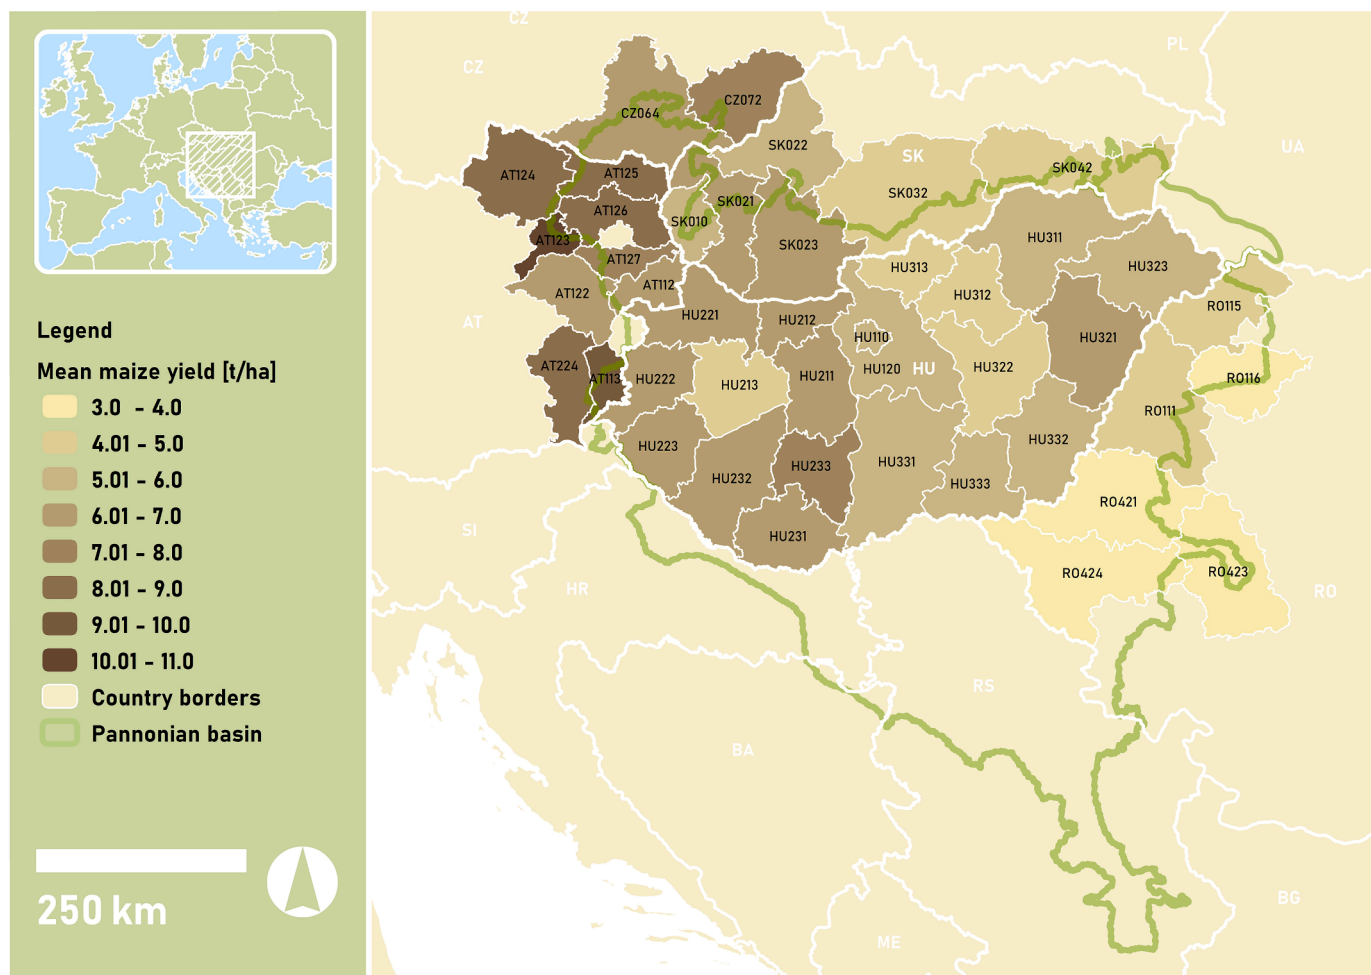 Legend
Mean maize yield [t/ha]
3.0 - 4.0
4.01 - 5.0
5.01 - 6.0
6.01 - 7.0
7.01 - 8.0
8.01 - 9.0
9.01 - 10.0
10.01 - 11.0
Country borders
Pannonian basin
250 km
CZ
PL
CZ
CZ072
CZ064
SK022
UA
SK
SK042
AT124
AT125
SK032
SK021
AT126
SK010
AT123
SK023
HU311
AT127
HU313
HU323
AT112
AT122
HU312
RO115
HU221
HU212
AT
HU110
HU321
AT224
HU120
HU
HU322
AT113
HU222
HU213
HU211
RO116
RO111
HU223
HU332
HU233
HU331
HU232
HU333
RO421
SI
HU231
RO424
RO423
HR
RO
RS
BA
BG
ME